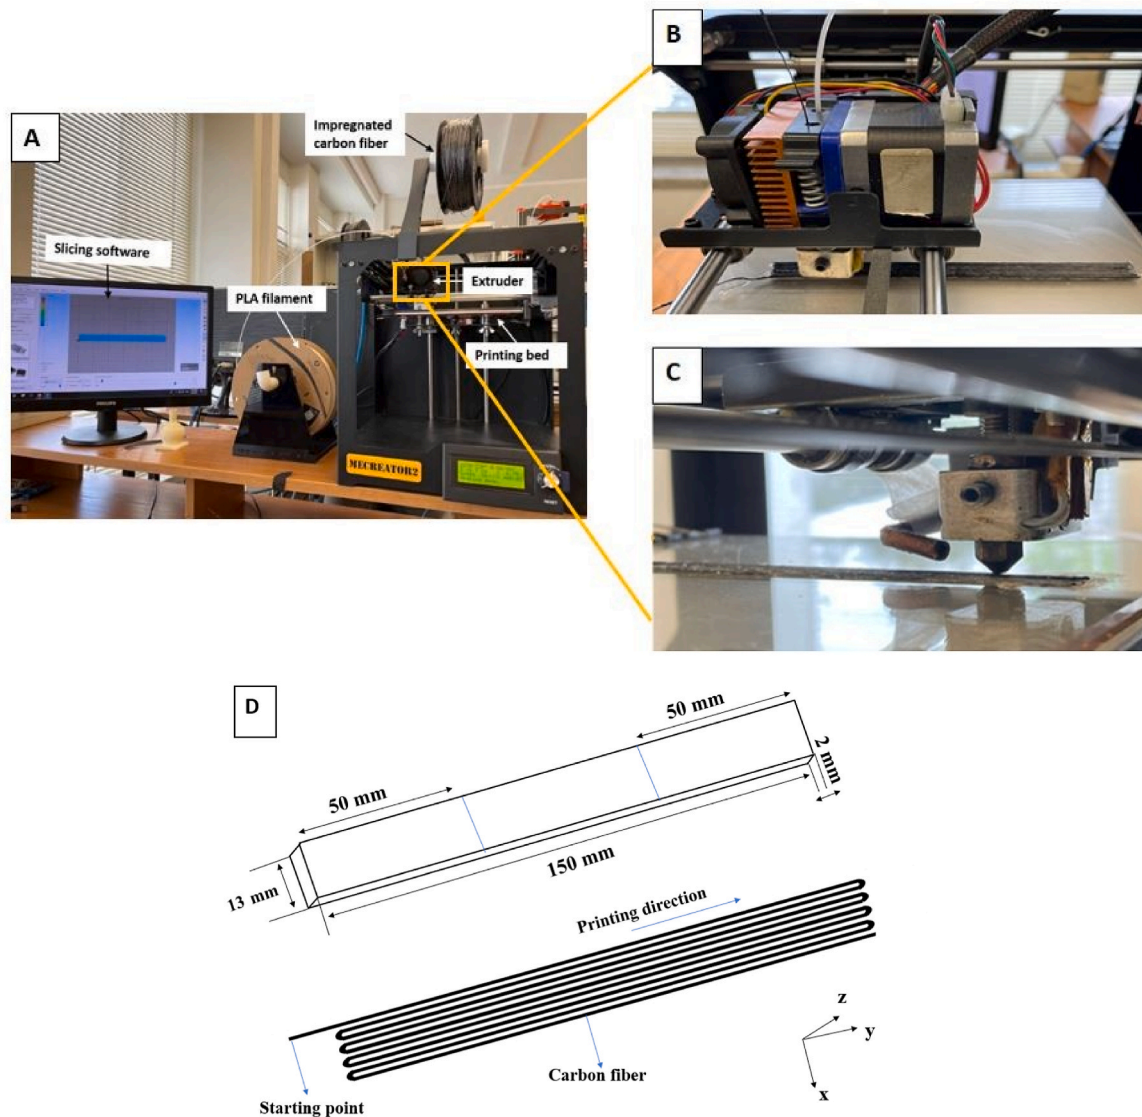 A
Impregnated
carbon fiber
Slicing software
PLA filament
Extruder
Printing bed
PHILIPS
MECREATOR2
B
C
D
50 mm
50 mm
2 mm
150 mm
13 mm
Printing direction
z
y
x
Carbon fiber
Starting point